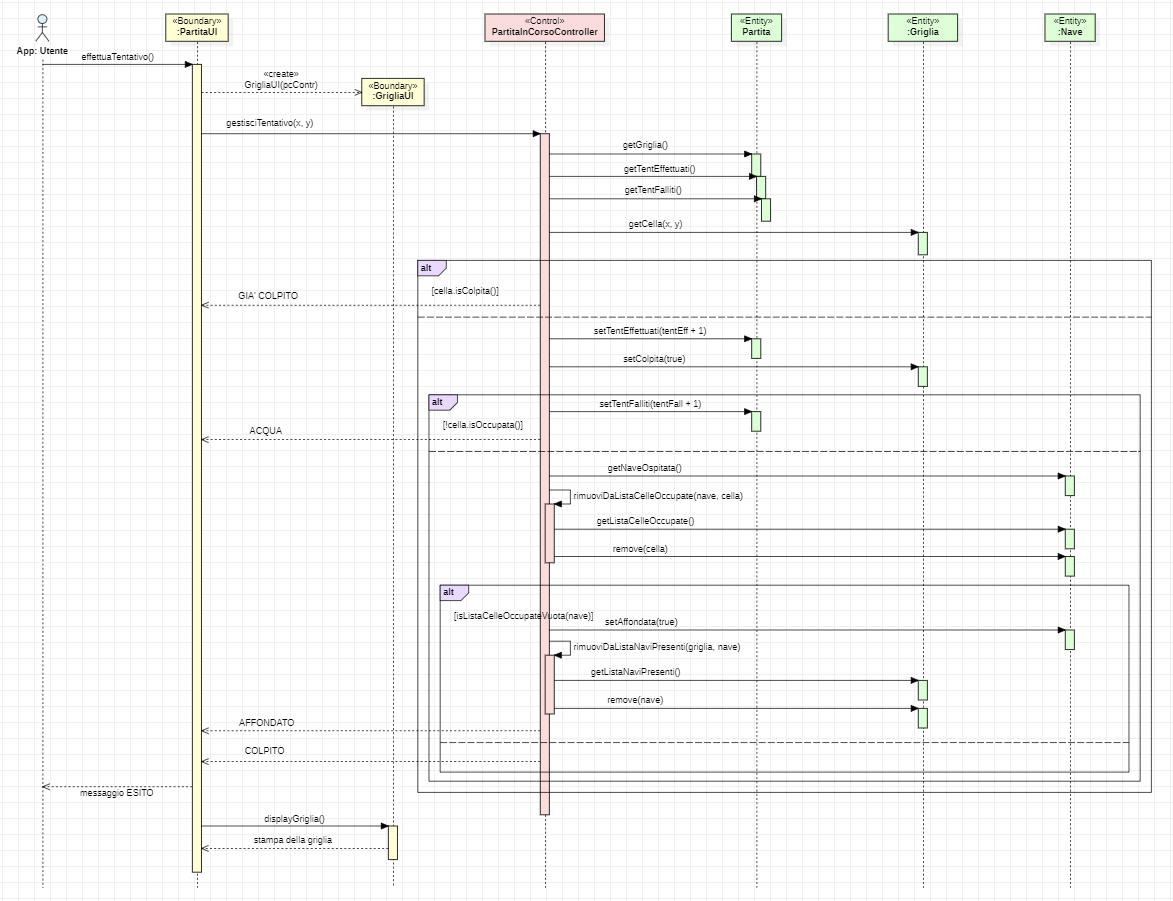 App: Utente
«Boundary»
:PartitaUI
«Control»
PartitaInCorsoController
«Entity»
Partita
«Entity»
:Griglia
«Entity»
:Nave
effettuaTentativo()
«create»
GrigliaUI(pcContr)
«Boundary»
:GrigliaUI
gestisciTentativo(x, y)
getGriglia()
getTentEffettuati()
getTentFalliti()
getCella(x, y)
alt
[cella.isColpita()]
GIA' COLPITO
setTentEffettuati(tentEff + 1)
setColpita(true)
alt
setTentFalliti(tentFall + 1)
[!cella.isOccupata()]
ACQUA
getNaveOspitata()
rimuoviDaListaCelleOccupate(nave, cella)
getListaCelleOccupate()
remove(cella)
alt
[isListaCelleOccupateVuota(nave)]
setAffondata(true)
rimuoviDaListaNaviPresenti(griglia, nave)
getListaNaviPresenti()
remove(nave)
AFFONDATO
COLPITO
messaggio ESITO
displayGriglia()
stampa della griglia